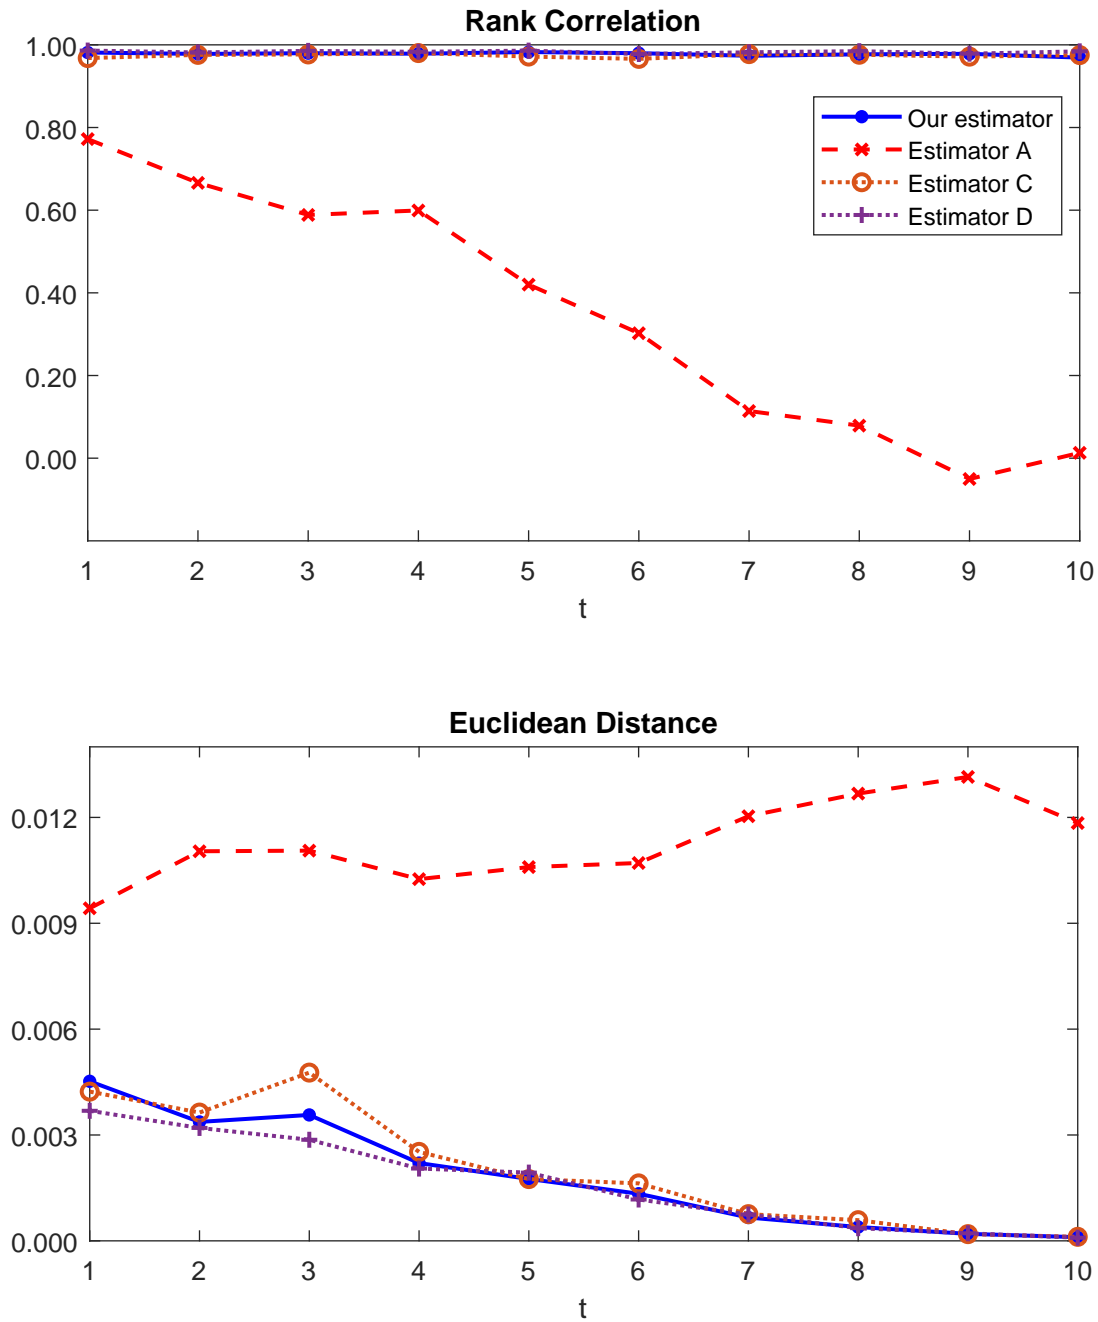 Rank Correlation
1.00
0.80
0.60
0.40
0.20
0.00
Our estimator
Estimator A
Estimator C
Estimator D
1 2 3 4 5 6 7 8 9 10
t
Euclidean Distance
0.012
0.009
0.006
0.003
0.000
1 2 3 4 5 6 7 8 9 10
t